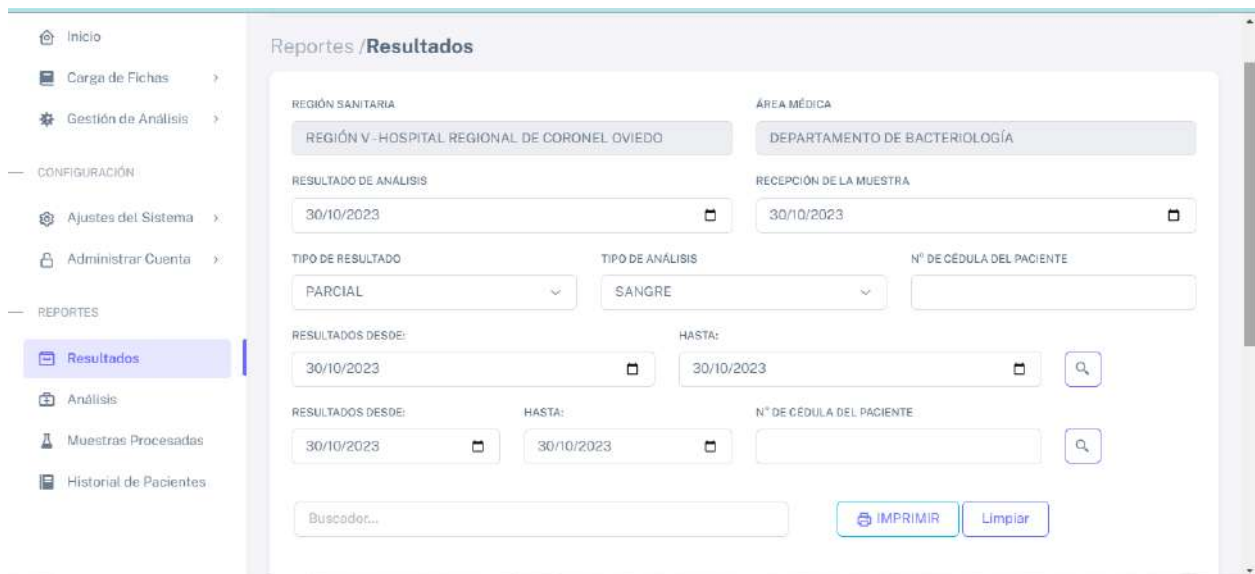 Inicio
Carga de Fichas
Gestión de Análisis
CONFIGURACIÓN
Ajustes del Sistema
Administrar Cuenta
REPORTES
Resultados
Análisis
Muestras Procesadas
Historial de Pacientes
Reportes /Resultados
REGIÓN SANITARIA
REGIÓN V - HOSPITAL REGIONAL DE CORONEL OVIEDO
ÁREA MÉDICA
DEPARTAMENTO DE BACTERIOLOGÍA
RESULTADO DE ANÁLISIS
30/10/2023
RECEPCIÓN DE LA MUESTRA
30/10/2023
TIPO DE RESULTADO
PARCIAL
TIPO DE ANÁLISIS
SANGRE
N° DE CÉDULA DEL PACIENTE
RESULTADOS DESDE:
30/10/2023
HASTA:
30/10/2023
RESULTADOS DESDE:
30/10/2023
HASTA:
30/10/2023
N° DE CÉDULA DEL PACIENTE
Buscador...
IMPRIMIR
Limpiar